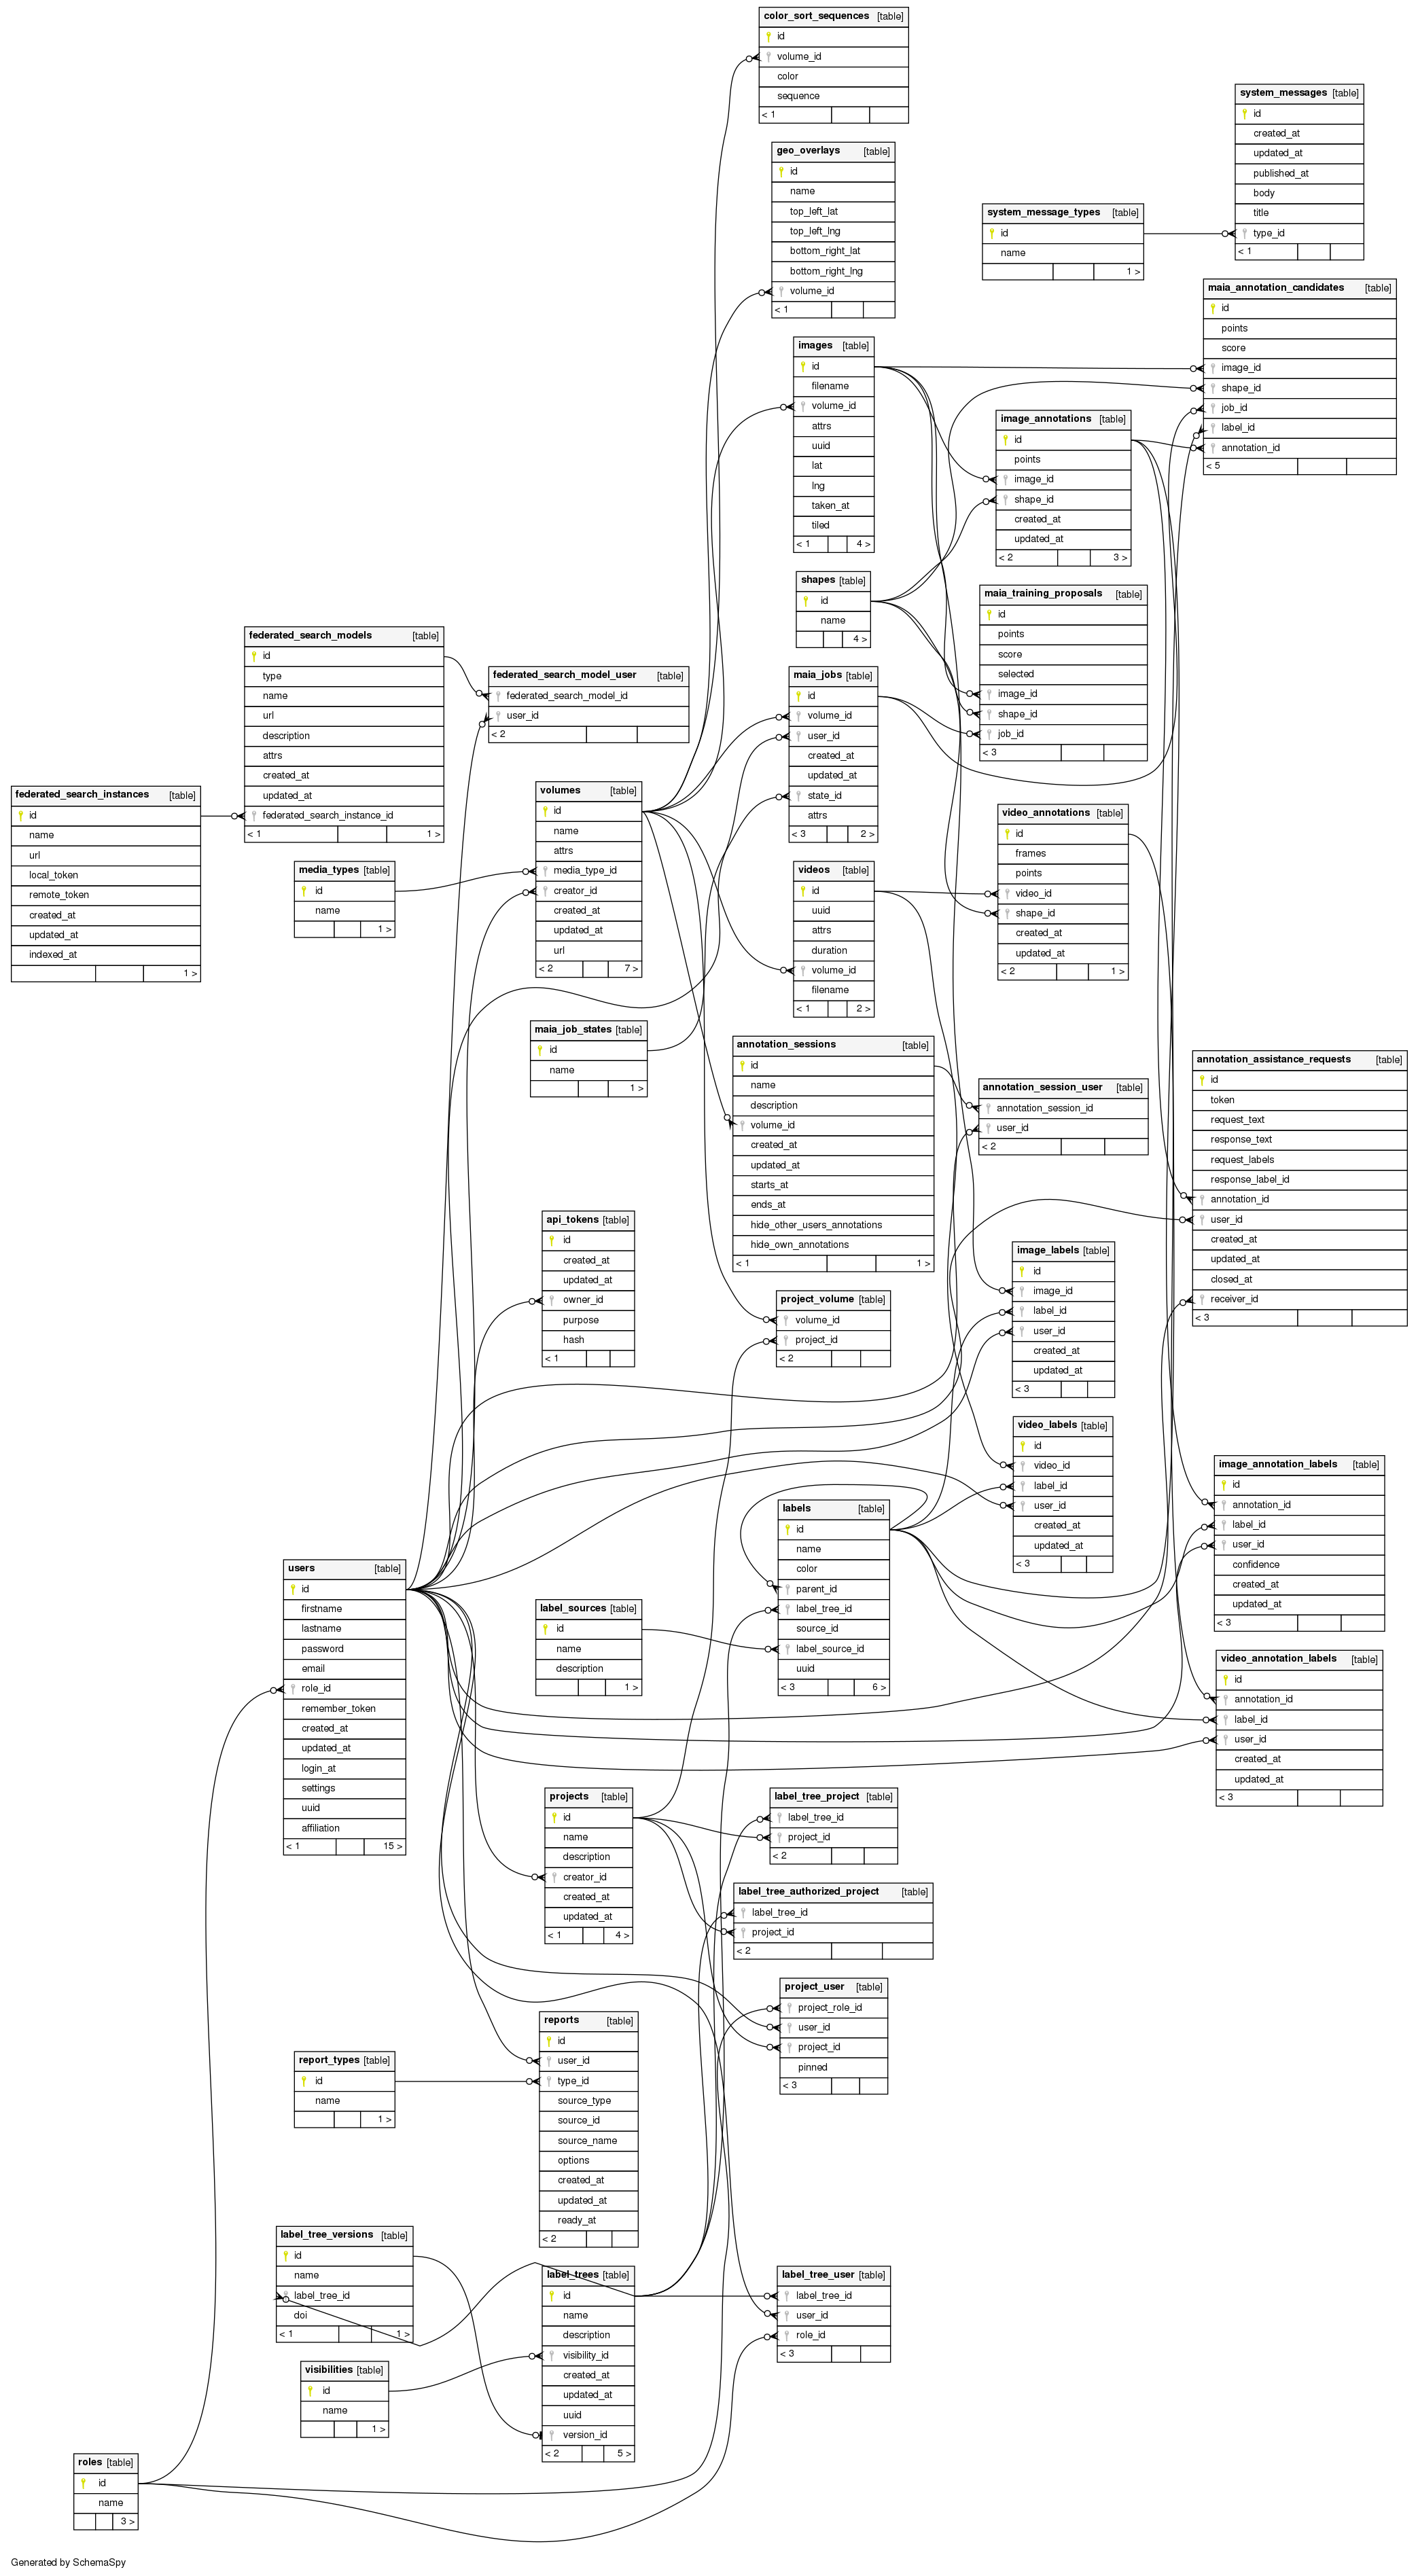 color_sort_sequences [table]
id
volume_id
color
sequence
< 1
geo_overlays [table]
id
name
top_left_lat
top_left_lng
bottom_right_lat
bottom_right_lng
volume_id
< 1
system_messages [table]
id
created_at
updated_at
published_at
body
title
type_id
< 1
system_message_types [table]
id
name
1 >
maia_annotation_candidates [table]
id
points
score
image_id
shape_id
job_id
label_id
annotation_id
< 5
images [table]
id
filename
volume_id
attrs
uuid
lat
lng
taken_at
tiled
< 1 4 >
image_annotations [table]
id
points
image_id
shape_id
created_at
updated_at
< 2 3 >
shapes [table]
id
name
4 >
maia_training_proposals [table]
id
points
score
selected
image_id
shape_id
job_id
< 3
federated_search_models [table]
id
type
name
url
description
attrs
created_at
updated_at
federated_search_instance_id
< 1 1 >
federated_search_model_user [table]
federated_search_model_id
user_id
< 2
maia_jobs [table]
id
volume_id
user_id
created_at
updated_at
state_id
attrs
< 3 2 >
federated_search_instances [table]
id
name
url
local_token
remote_token
created_at
updated_at
indexed_at
1 >
volumes [table]
id
name
attrs
media_type_id
creator_id
created_at
updated_at
url
< 2 7 >
media_types [table]
id
name
1 >
video_annotations [table]
id
frames
points
video_id
shape_id
created_at
updated_at
< 2 1 >
videos [table]
id
uuid
attrs
duration
volume_id
filename
< 1 2 >
maia_job_states [table]
id
name
1 >
annotation_sessions [table]
id
name
description
volume_id
created_at
updated_at
starts_at
ends_at
hide_other_users_annotations
hide_own_annotations
< 1 1 >
annotation_session_user [table]
annotation_session_id
user_id
< 2
annotation_assistance_requests [table]
id
token
request_text
response_text
request_labels
response_label_id
annotation_id
user_id
created_at
updated_at
closed_at
receiver_id
< 3
api_tokens [table]
id
created_at
updated_at
owner_id
purpose
hash
< 1
image_labels [table]
id
image_id
label_id
user_id
created_at
updated_at
< 3
project_volume [table]
volume_id
project_id
< 2
video_labels [table]
id
video_id
label_id
user_id
created_at
updated_at
< 3
image_annotation_labels [table]
id
annotation_id
label_id
user_id
confidence
created_at
updated_at
< 3
labels [table]
id
name
color
parent_id
label_tree_id
source_id
label_source_id
uuid
< 3 6 >
users [table]
id
firstname
lastname
password
email
role_id
remember_token
created_at
updated_at
login_at
settings
uuid
affiliation
< 1 15 >
label_sources [table]
id
name
description
1 >
video_annotation_labels [table]
id
annotation_id
label_id
user_id
created_at
updated_at
< 3
projects [table]
id
name
description
creator_id
created_at
updated_at
< 1 4 >
label_tree_project [table]
label_tree_id
project_id
< 2
label_tree_authorized_project [table]
label_tree_id
project_id
< 2
project_user [table]
project_role_id
user_id
project_id
pinned
< 3
reports [table]
id
user_id
type_id
source_type
source_id
source_name
options
created_at
updated_at
ready_at
< 2
report_types [table]
id
name
1 >
label_tree_versions [table]
id
name
label_tree_id
doi
< 1 1 >
label_trees [table]
id
name
description
visibility_id
created_at
updated_at
uuid
version_id
< 2 5 >
label_tree_user [table]
label_tree_id
user_id
role_id
< 3
visibilities [table]
id
name
1 >
roles [table]
id
name
3 >
Generated by SchemaSpy